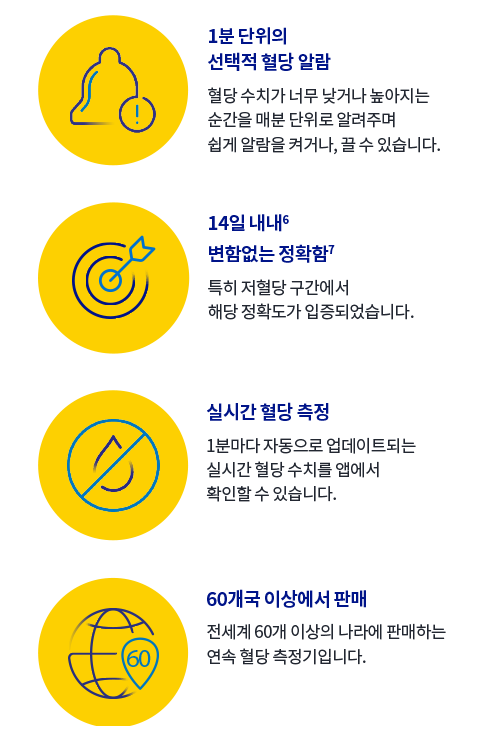 1분 단위의
선택적 혈당 알람
혈당 수치가 너무 낮거나 높아지는
순간을 매분 단위로 알려주며
쉽게 알람을 켜거나, 끌 수 있습니다.
14일 내내6
변함없는 정확함7
특히 저혈당 구간에서
해당 정확도가 입증되었습니다.
실시간 혈당 측정
1분마다 자동으로 업데이트되는
실시간 혈당 수치를 앱에서
확인할 수 있습니다.
60개국 이상에서 판매
전세계 60개 이상의 나라에 판매하는
연속 혈당 측정기입니다.
60